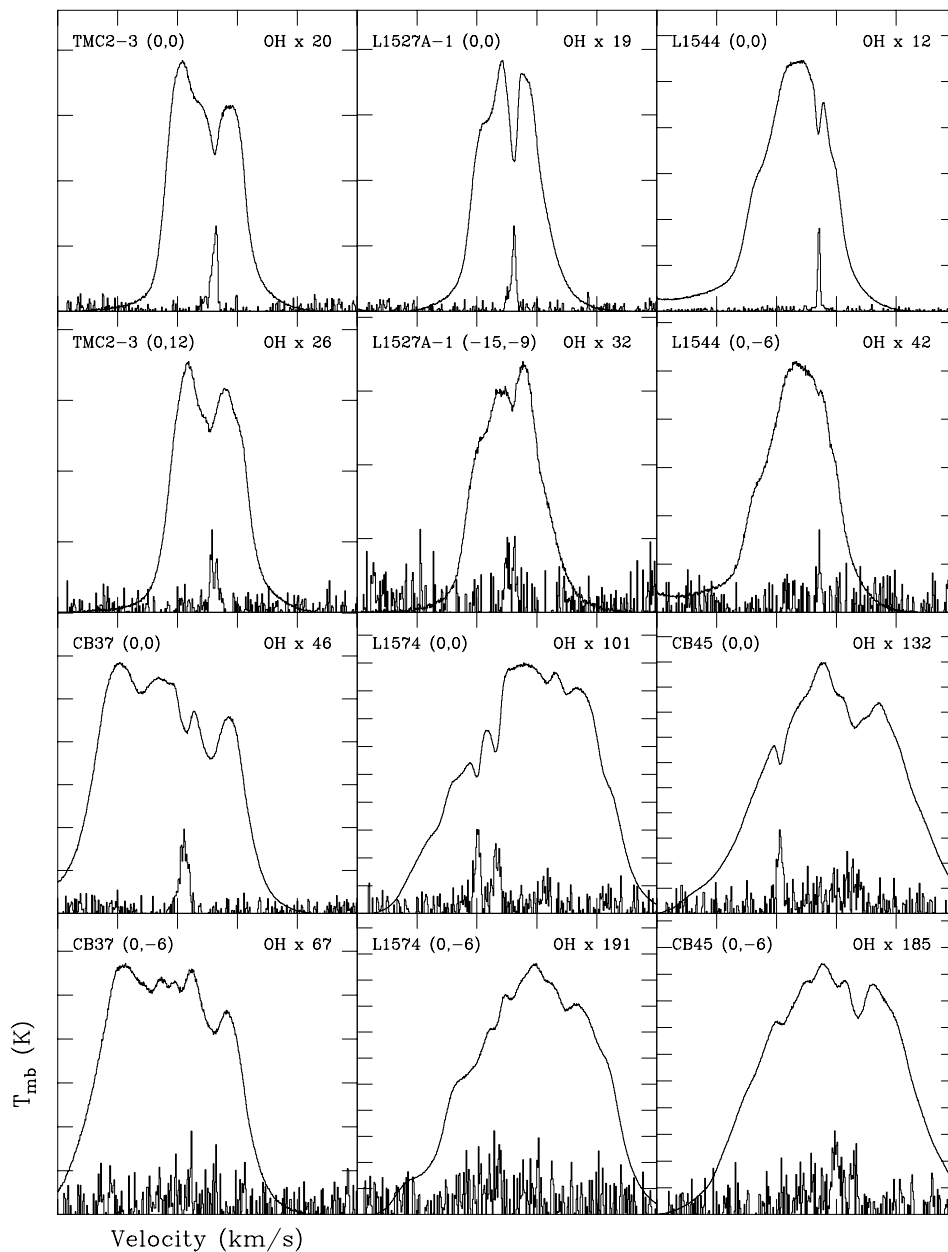 TMC2-3 (0,0) OH x 20
L1527A-1 (0,0) OH x 19
L1544 (0,0) OH x 12
TMC2-3 (0,12) OH x 26
L1527A-1 (-15,-9) OH x 32
L1544 (0,-6) OH x 42
CB37 (0,0) OH x 46
L1574 (0,0) OH x 101
CB45 (0,0) OH x 132
CB37 (0,-6) OH x 67
L1574 (0,-6) OH x 191
CB45 (0,-6) OH x 185
Tmb (K)
Velocity (km/s)